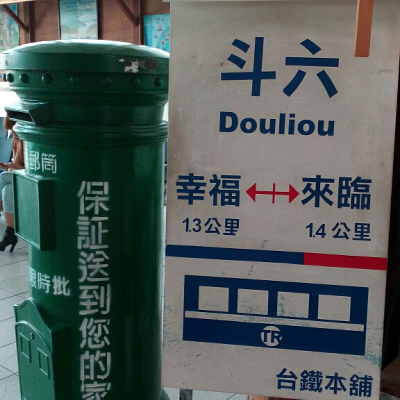 郵筒
限時批
保証送到您的家
斗六
Douliou
幸福 來臨
1.3公里 1.4公里
TR
台鐵本舖